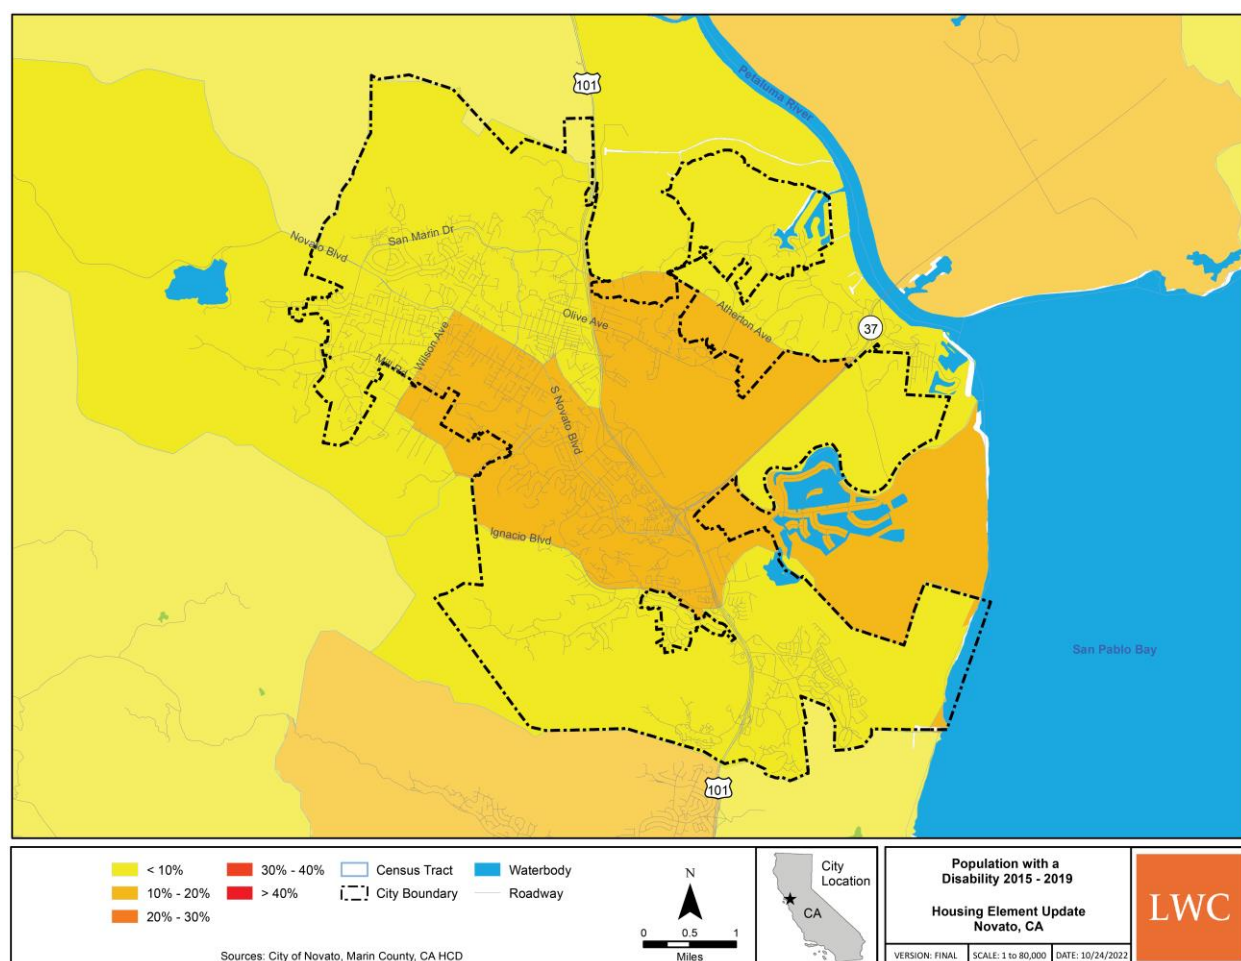 101
Petaluma River
San Marin Dr
Novato Blvd
Olive Ave
Atherton Ave
37
Wilson Ave
Mill Rd
S Novato Blvd
Ignacio Blvd
San Pablo Bay
101
< 10%
10% - 20%
20% - 30%
30% - 40%
> 40%
Census Tract
City Boundary
Waterbody
Roadway
Sources: City of Novato, Marin County, CA HCD
N
0 0.5 1
Miles
City
Location
CA
Population with a
Disability 2015 - 2019
Housing Element Update
Novato, CA
VERSION: FINAL
SCALE: 1 to 80,000
DATE: 10/24/2022
LWC